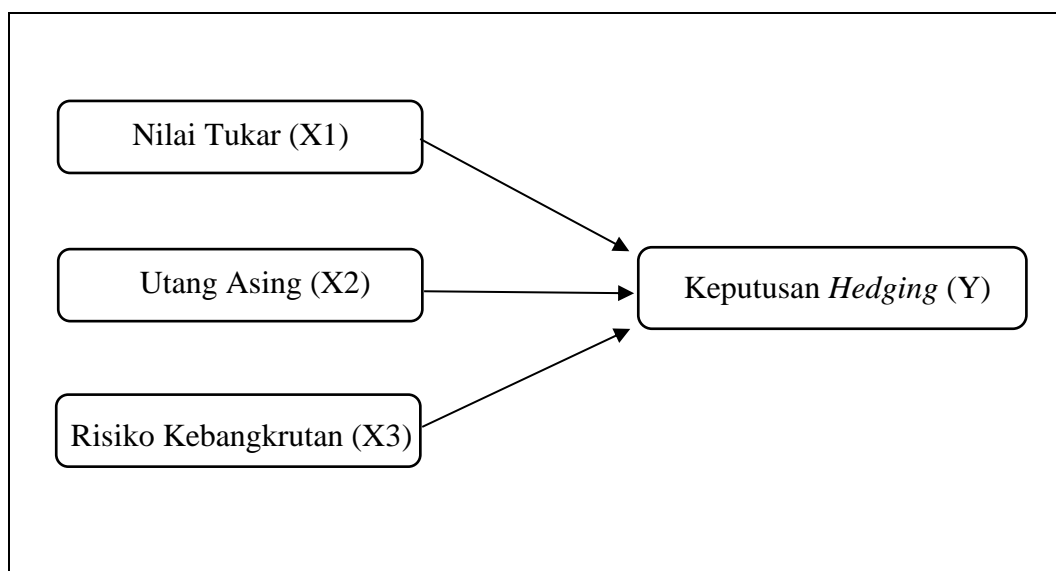 Nilai Tukar (X1)
Utang Asing (X2)
Keputusan Hedging (Y)
Risiko Kebangkrutan (X3)